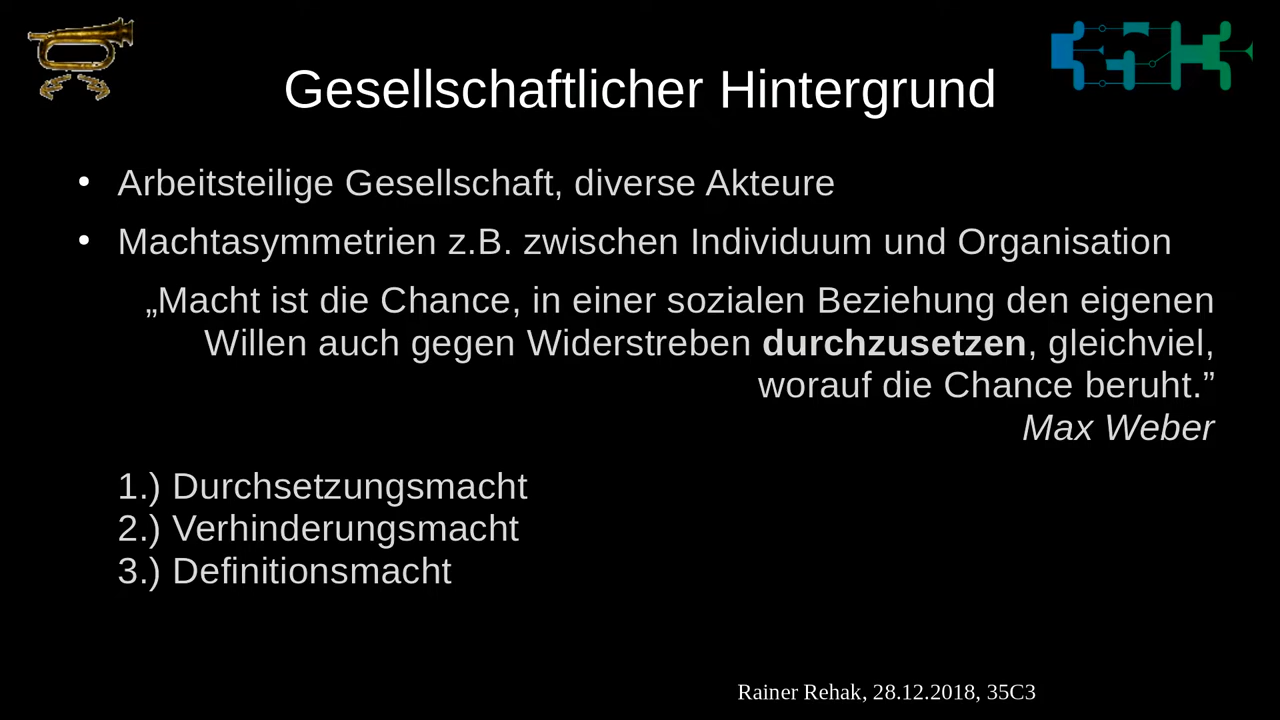 Gesellschaftlicher Hintergrund
• Arbeitsteilige Gesellschaft, diverse Akteure
• Machtasymmetrien z.B. zwischen Individuum und Organisation
„Macht ist die Chance, in einer sozialen Beziehung den eigenen
Willen auch gegen Widerstreben durchzusetzen, gleichviel,
worauf die Chance beruht.”
Max Weber
1.) Durchsetzungsmacht
2.) Verhinderungsmacht
3.) Definitionsmacht
Rainer Rehak, 28.12.2018, 35C3